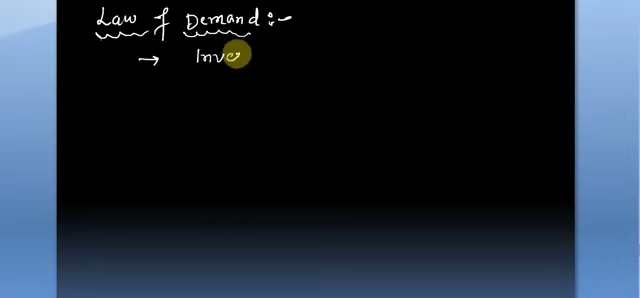 Law of Demand :-
→ Inve